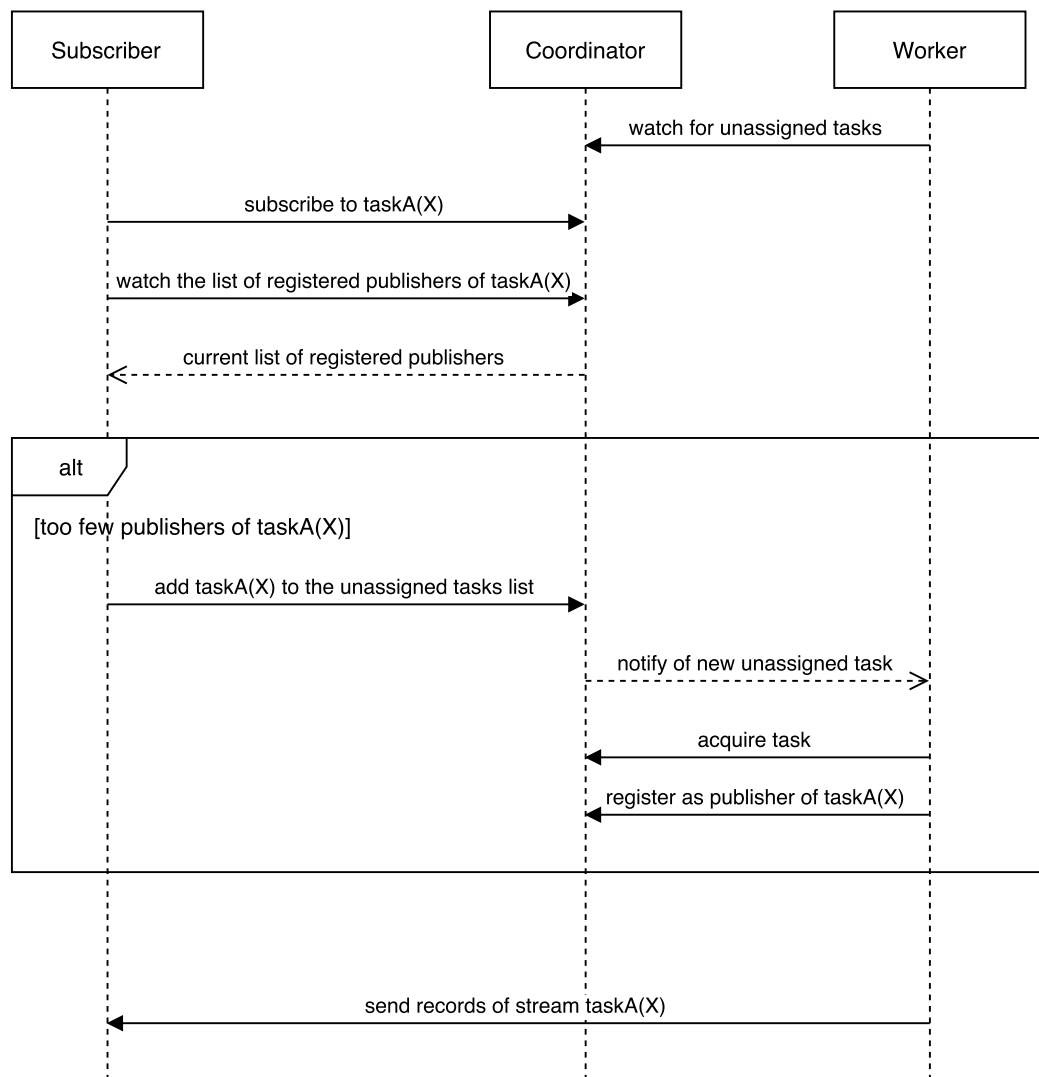 Subscriber
Coordinator
Worker
watch for unassigned tasks
subscribe to taskA(X)
watch the list of registered publishers of taskA(X)
current list of registered publishers
alt
[too few publishers of taskA(X)]
add taskA(X) to the unassigned tasks list
notify of new unassigned task
acquire task
register as publisher of taskA(X)
send records of stream taskA(X)